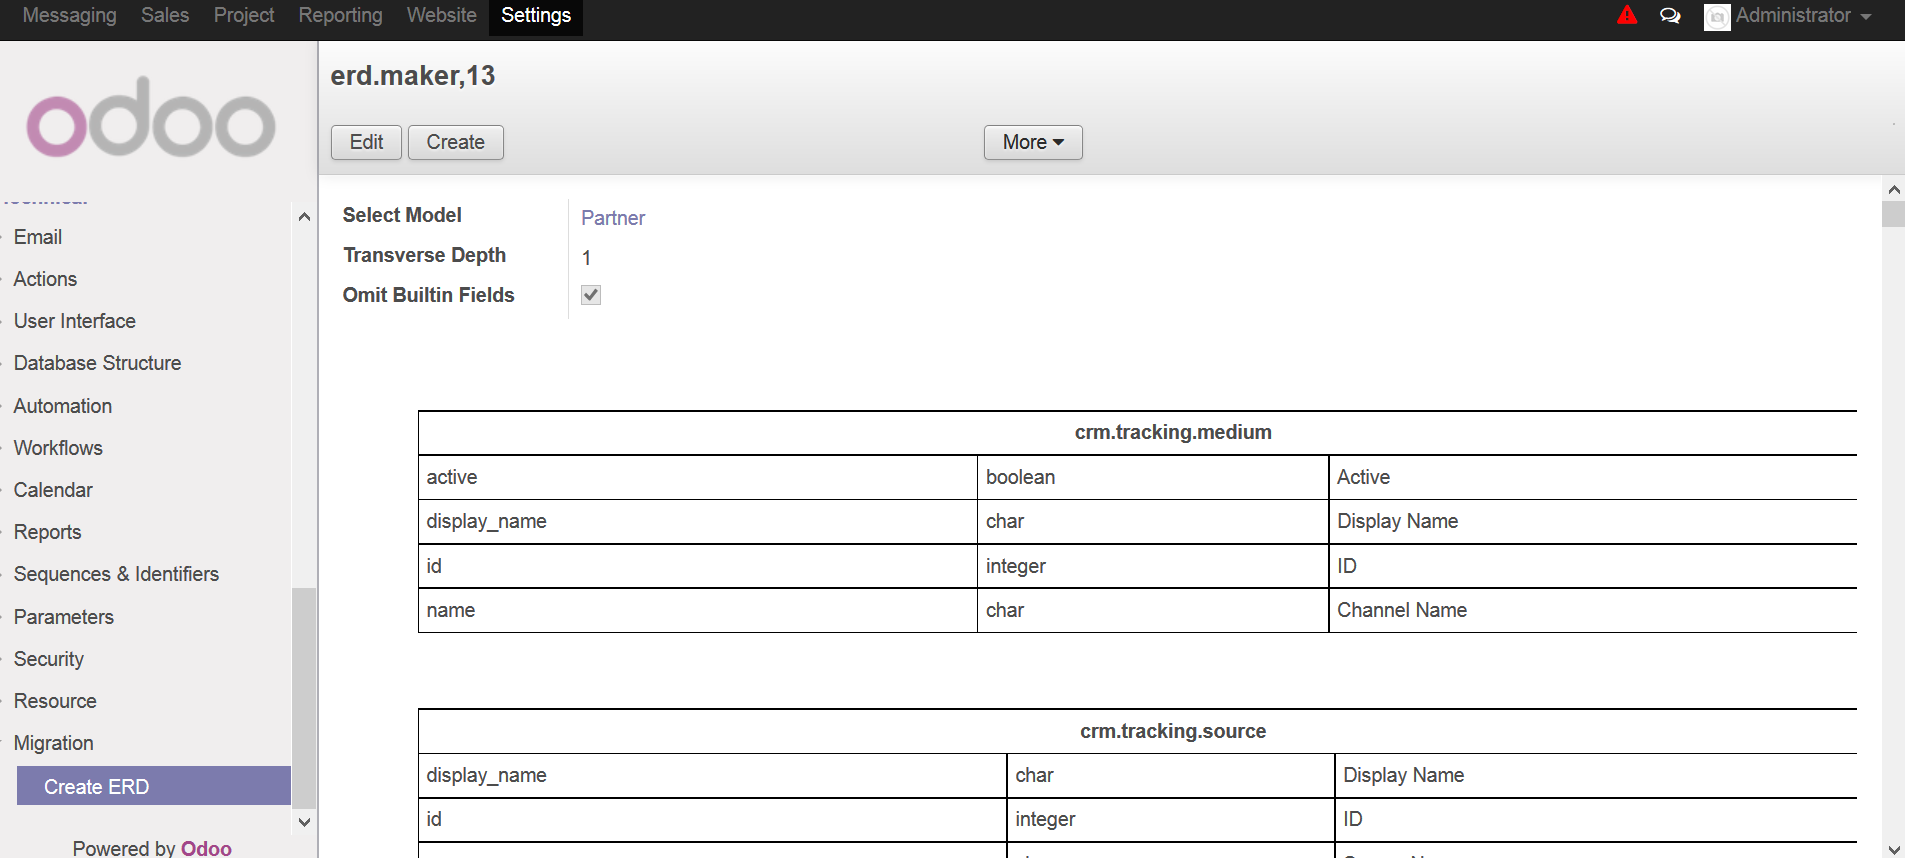 Messaging Sales Project Reporting Website Settings Administrator
odoo
erd.maker,13
Edit Create More
Technical
Email
Actions
User Interface
Database Structure
Automation
Workflows
Calendar
Reports
Sequences & Identifiers
Parameters
Security
Resource
Migration
Create ERD
Powered by Odoo
Select Model Partner
Transverse Depth 1
Omit Builtin Fields
crm.tracking.medium
active boolean Active
display_name char Display Name
id integer ID
name char Channel Name
crm.tracking.source
display_name char Display Name
id integer ID